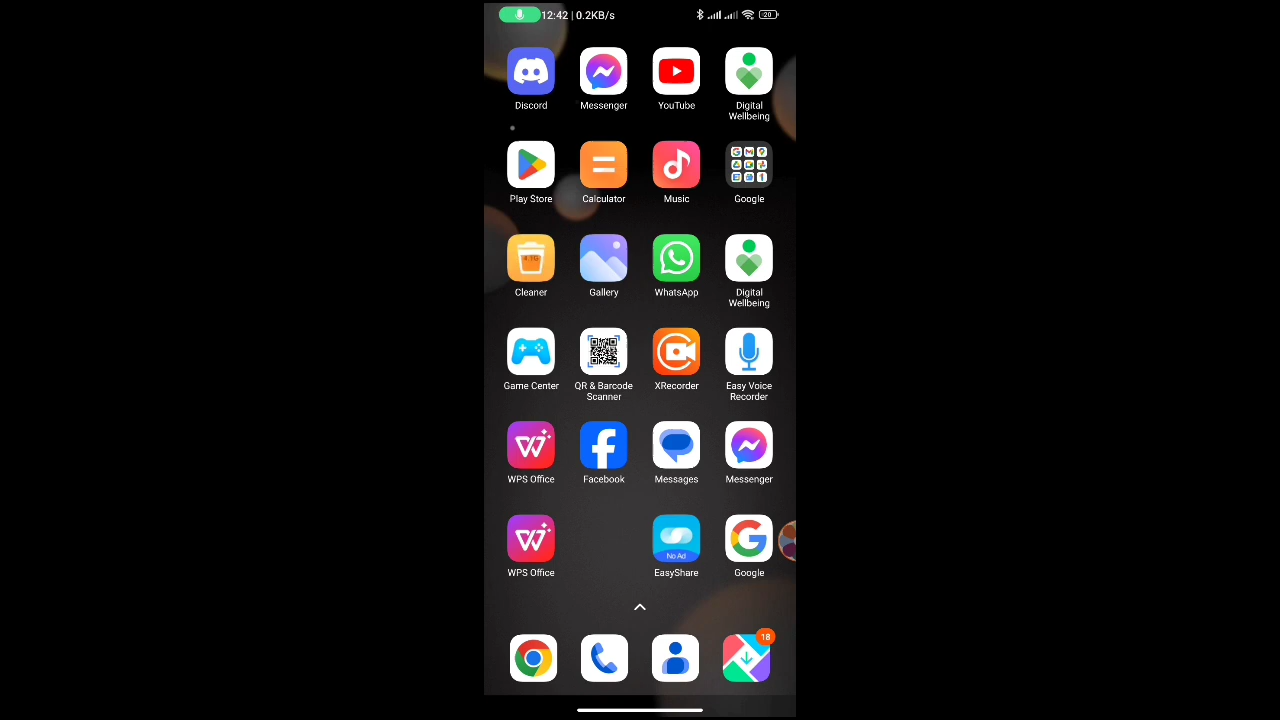 12:42 | 0.2KB/s
20
Discord
Messenger
YouTube
Digital
Wellbeing
Play Store
Calculator
Music
Google
Cleaner
Gallery
WhatsApp
Digital
Wellbeing
Game Center
QR & Barcode
Scanner
XRecorder
Easy Voice
Recorder
WPS Office
Facebook
Messages
Messenger
WPS Office
No Ad
EasyShare
Google
18